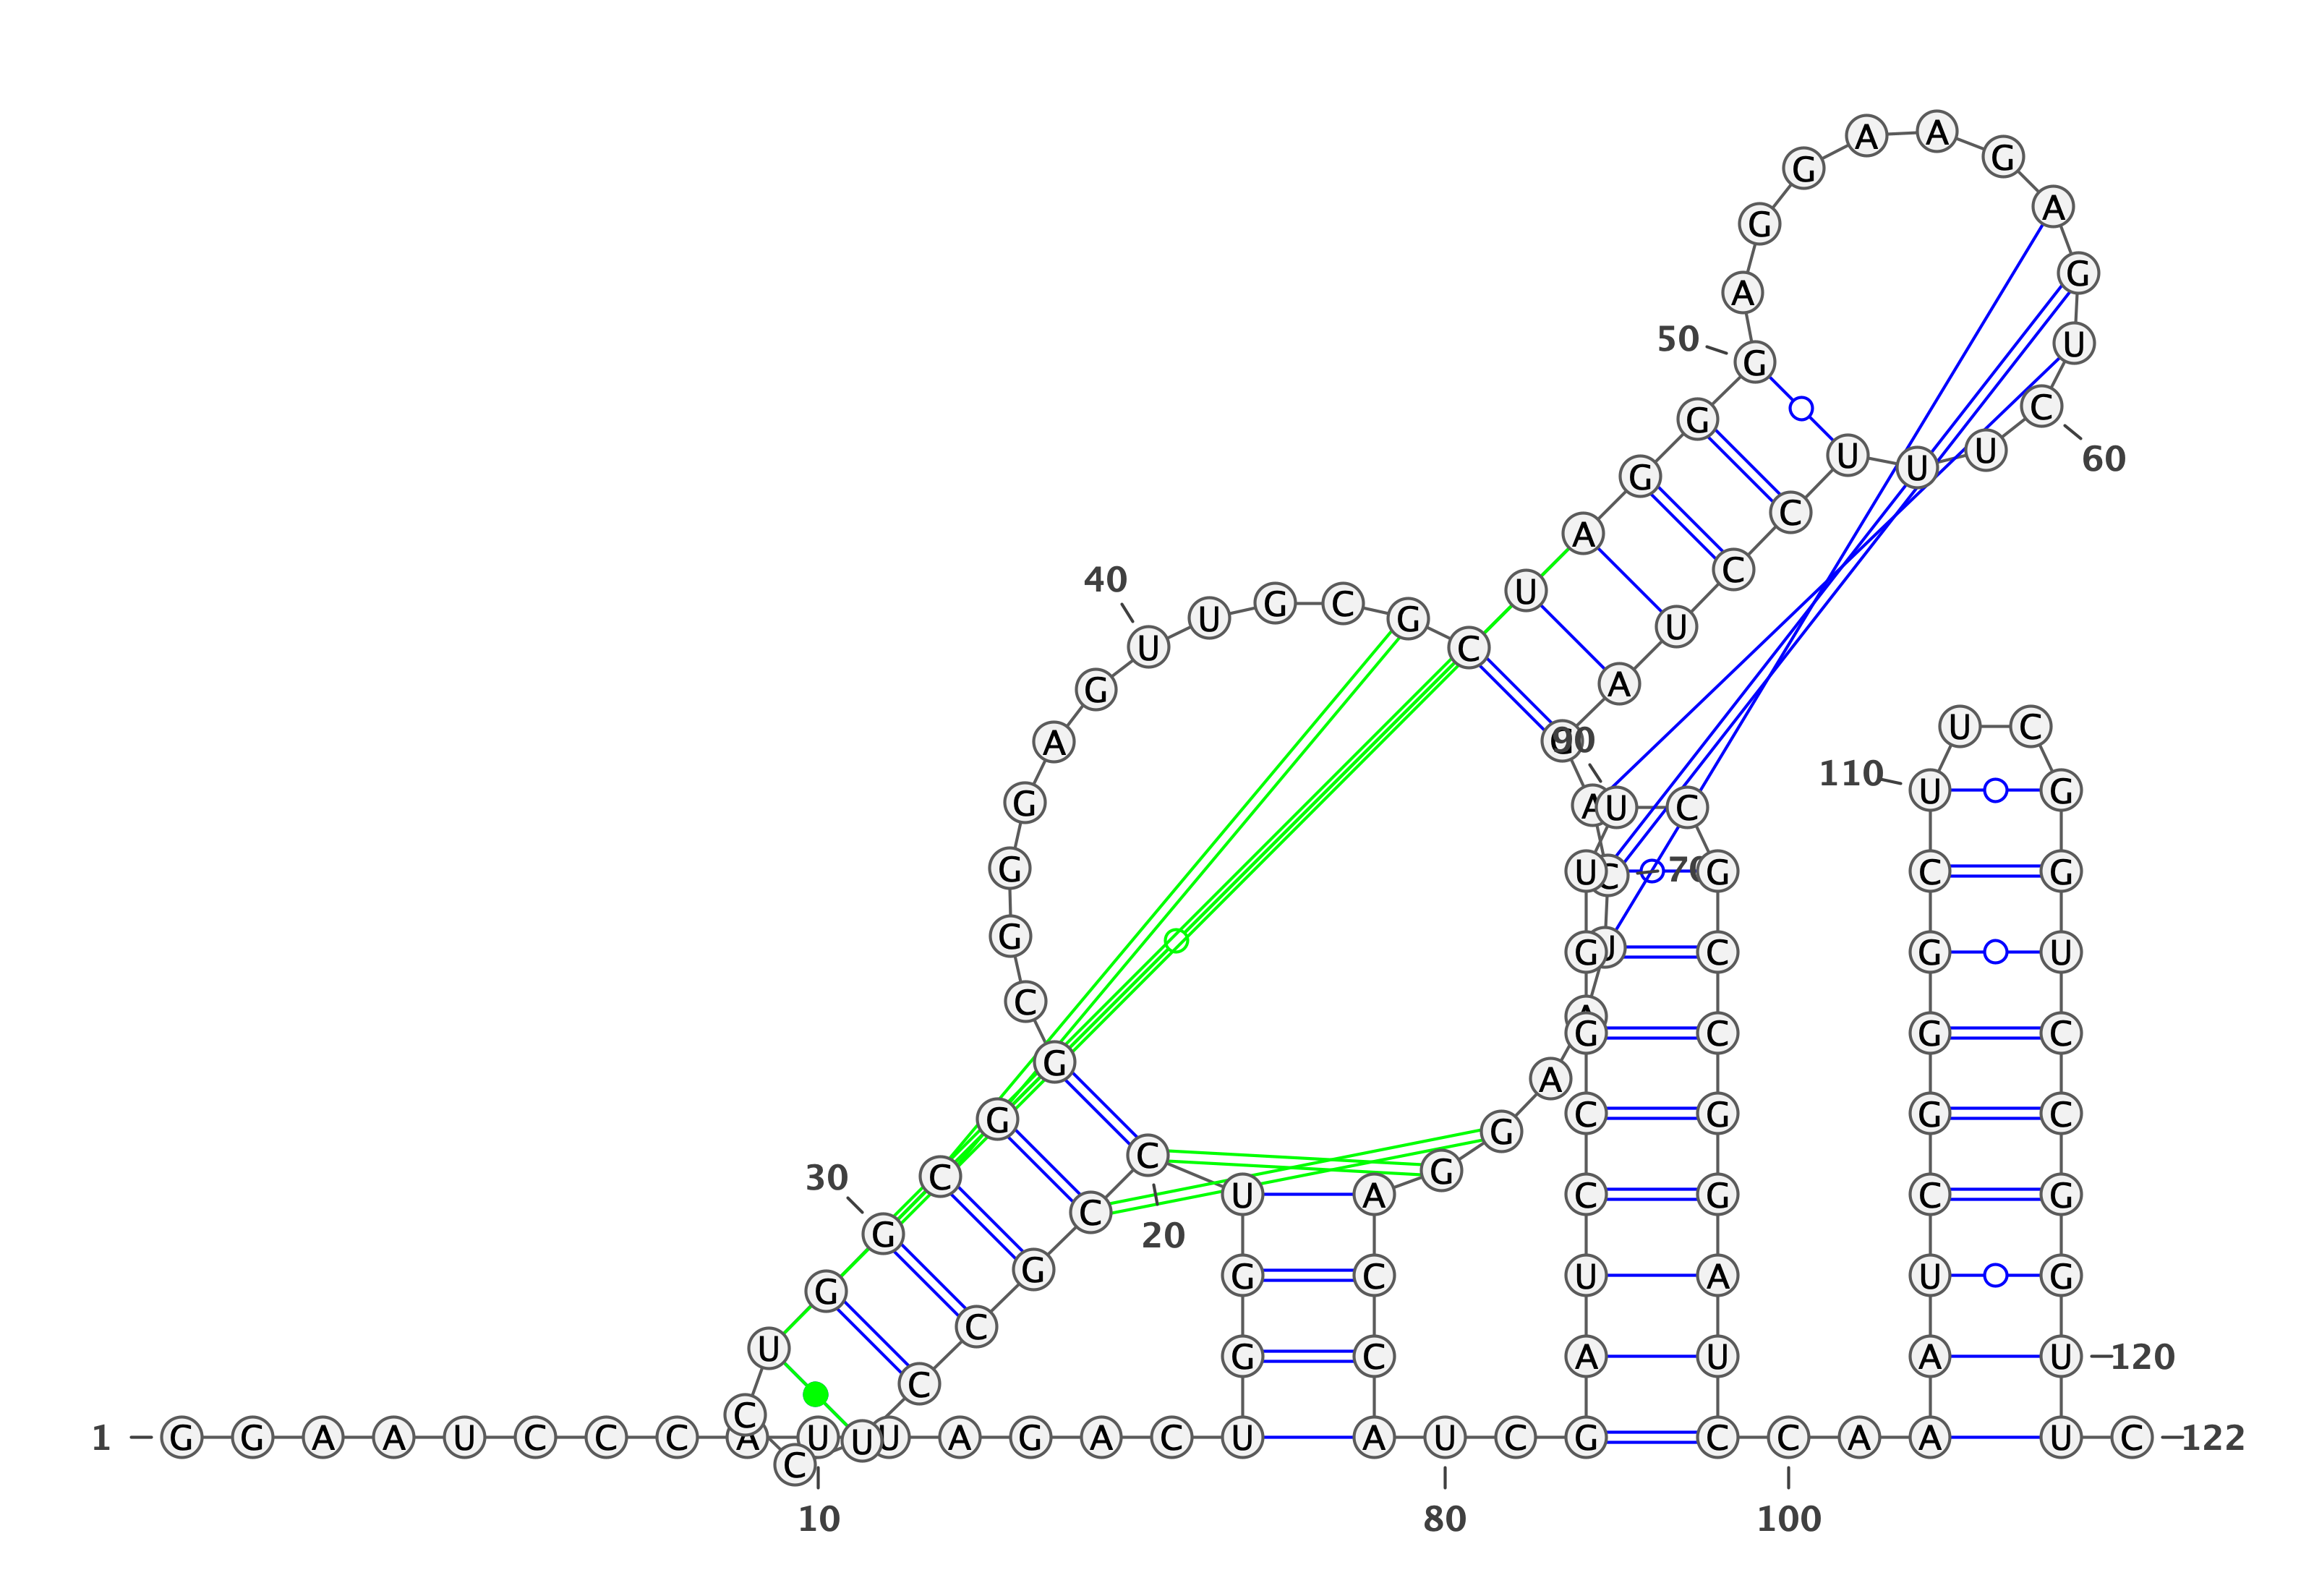 A A
G G
G A
A G
50 U
G C
G U U U 60
G C
A C
40 U
U G C G U
U C
G A
U C
A G 90
110 U G
G A U C
G U C 70 G C G
G U
G C G U
C
A
G C G C
G
A
G C G G C
G
C
30 C G
U A C G C G
C
G 20
G
G G C U A U G
C
U
G C A U A U 120
C
C
1 G G A A U C C C A U U U A G A C U A U C G C C A A U C 122
C
10 80 100